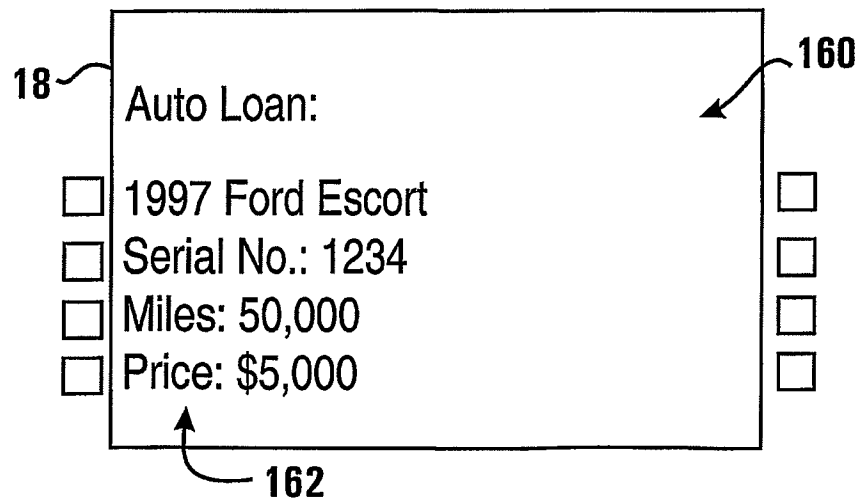 18
160
Auto Loan:
1997 Ford Escort
Serial No.: 1234
Miles: 50,000
Price: $5,000
162